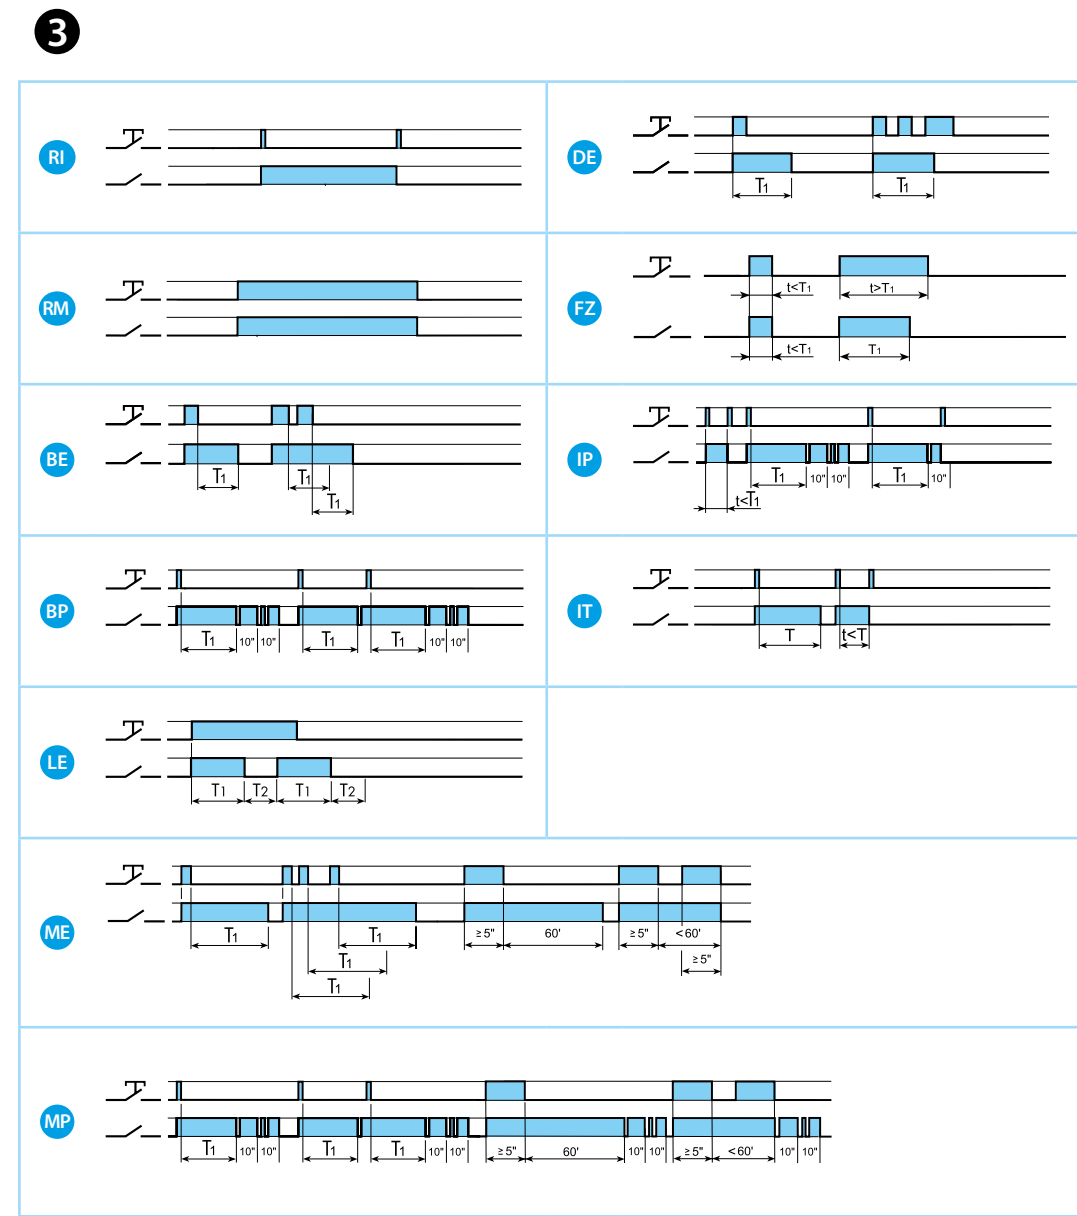 3
RI
DE
T1 T1
RM
FZ
t<T1 t>T1
t<T1 T1
BE
T1 T1
T1
IP
T1 10" 10" T1 10"
t<T1
BP
T1 10" 10" T1 T1 10" 10"
IT
T t<T
LE
T1 T2 T1 T2
ME
T1 T1 ≥5" 60' ≥5" <60'
T1 ≥5"
T1
MP
T1 10" 10" T1 T1 10" 10" ≥5" 60' 10" 10" ≥5" <60' 10" 10"